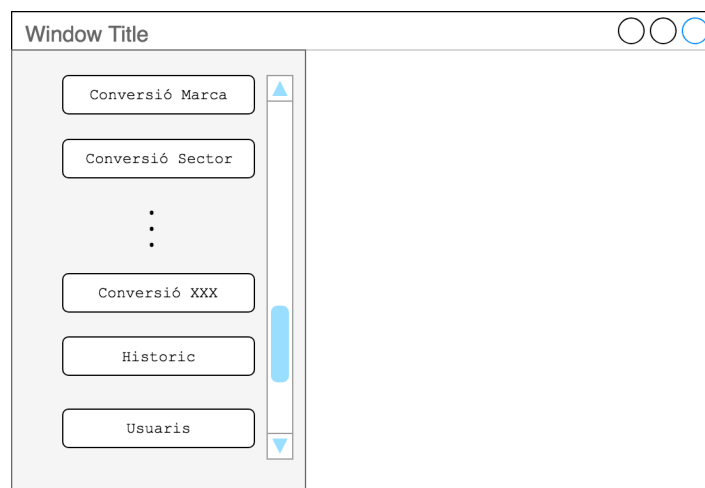 Window Title
Conversió Marca
Conversió Sector
Conversió XXX
Historic
Usuaris